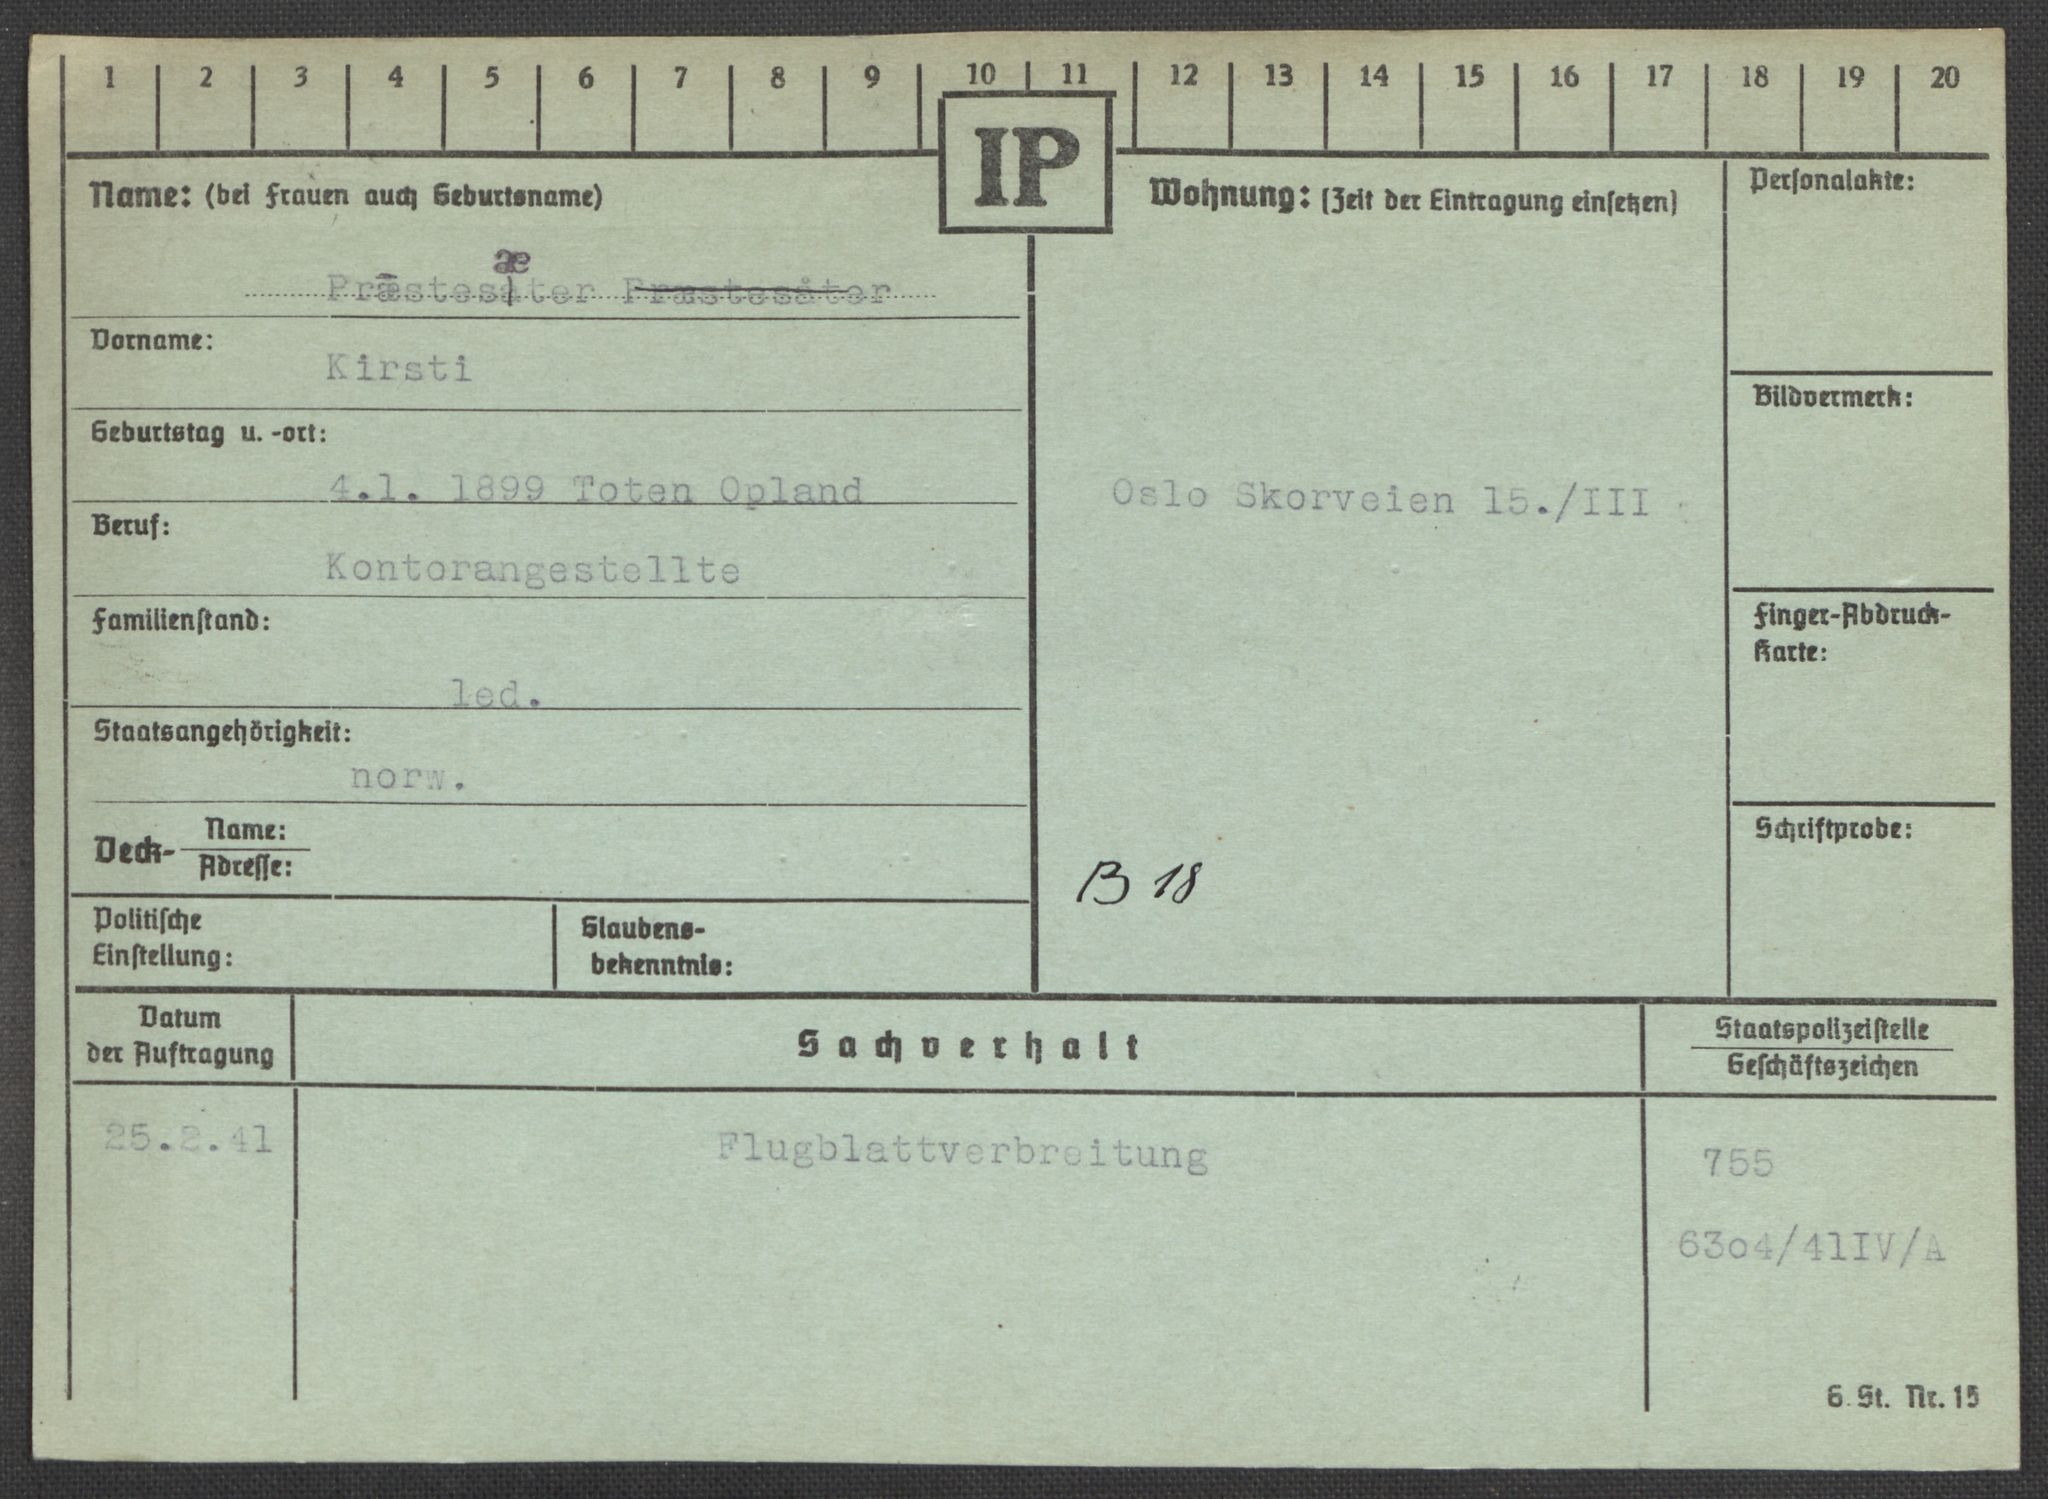 1 2 3 4 5 6 7 8 9 10 11 12 13 14 15 16 17 18 19 20
IP
Name: (bei Frauen auch Geburtsname)
æ
Præstesåter Præstesåter
Vorname:
Kirsti
Geburtstag u. -ort:
4.1. 1899 Toten Opland
Beruf:
Kontorangestellte
Familienstand:
led.
Staatsangehörigkeit:
norw.
Deck- Name:
Adresse:
Politische
Einstellung:
Glaubens-
bekenntnis:
Wohnung: (Zeit der Eintragung einsetzen)
Oslo Skorveien 15./III
B 18
Personalakte:
Bildvermerk:
Finger-Abdruck-
Karte:
Schriftprobe:
Datum
der Auftragung
Sachverhalt
Staatspolizeistelle
Geschäftszeichen
25.2.41 Flugblattverbreitung 755
63o4/41IV/A
G. St. Nr. 15